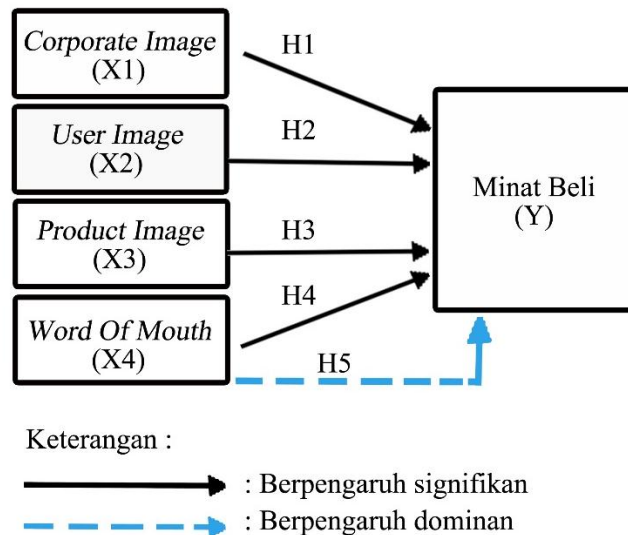 Corporate Image
(X1)
H1
User Image
(X2)
H2
Minat Beli
(Y)
Product Image
(X3)
H3
Word Of Mouth
(X4)
H4
H5
Keterangan :
: Berpengaruh signifikan
: Berpengaruh dominan